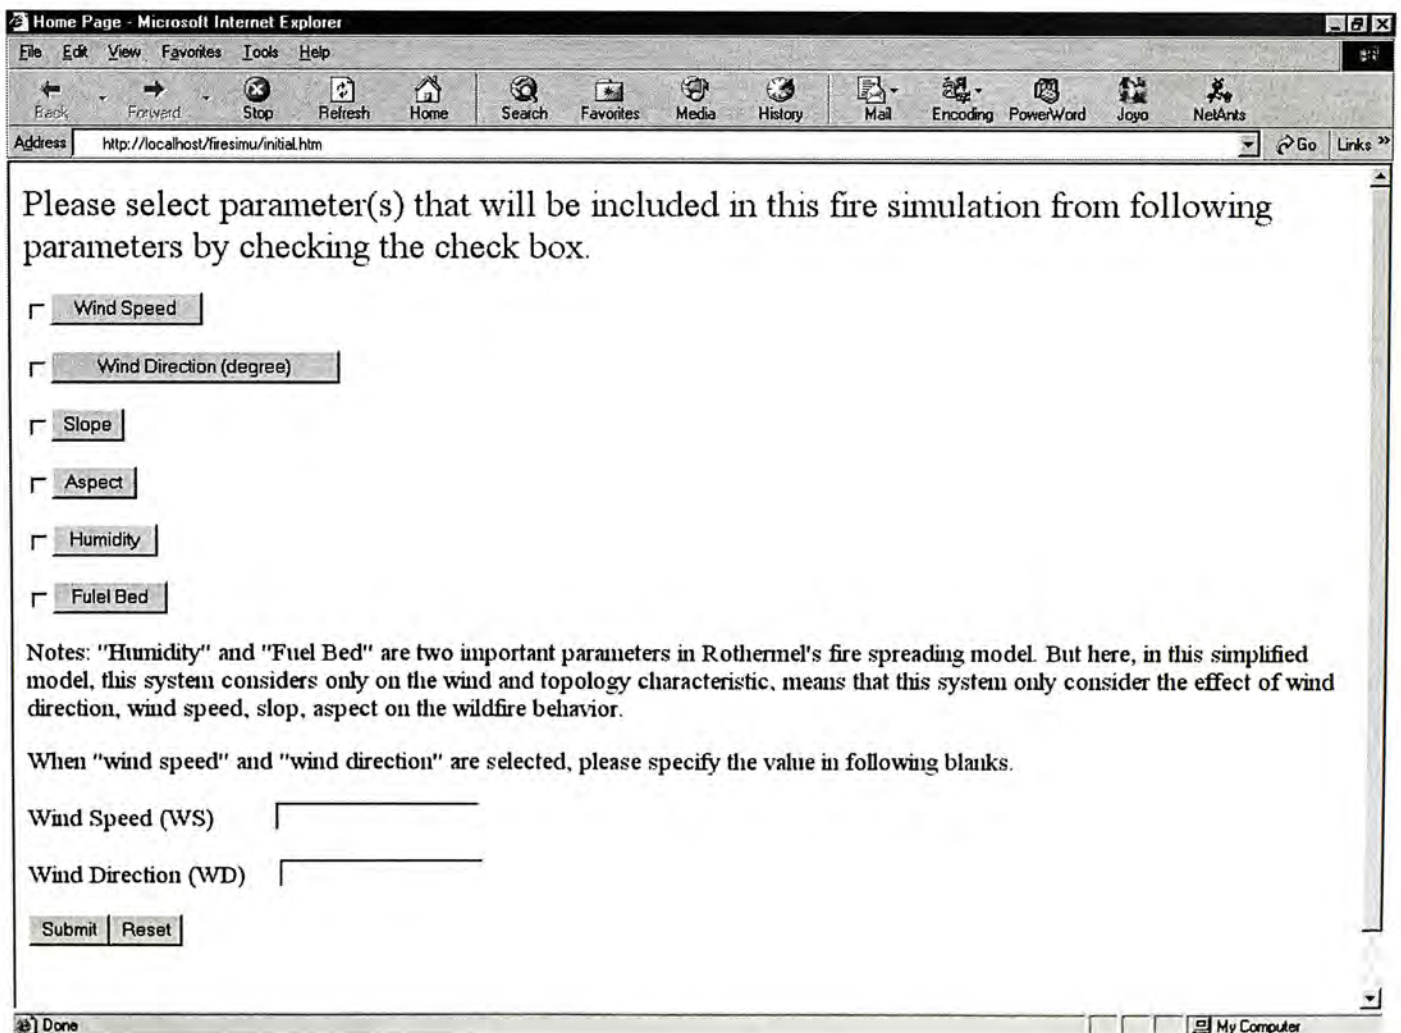 Home Page - Microsoft Internet Explorer
File Edit View Favorites Tools Help
Back Forward Stop Refresh Home Search Favorites Media History Mail Encoding PowerWord Joyo NetAnts
Address http://localhost/firesimu/initial.htm Go Links »
Please select parameter(s) that will be included in this fire simulation from following
parameters by checking the check box.
Wind Speed
Wind Direction (degree)
Slope
Aspect
Humidity
Fulel Bed
Notes: "Humidity" and "Fuel Bed" are two important parameters in Rothermel's fire spreading model. But here, in this simplified
model, this system considers only on the wind and topology characteristic, means that this system only consider the effect of wind
direction, wind speed, slop, aspect on the wildfire behavior.
When "wind speed" and "wind direction" are selected, please specify the value in following blanks.
Wind Speed (WS)
Wind Direction (WD)
Submit Reset
Done My Computer